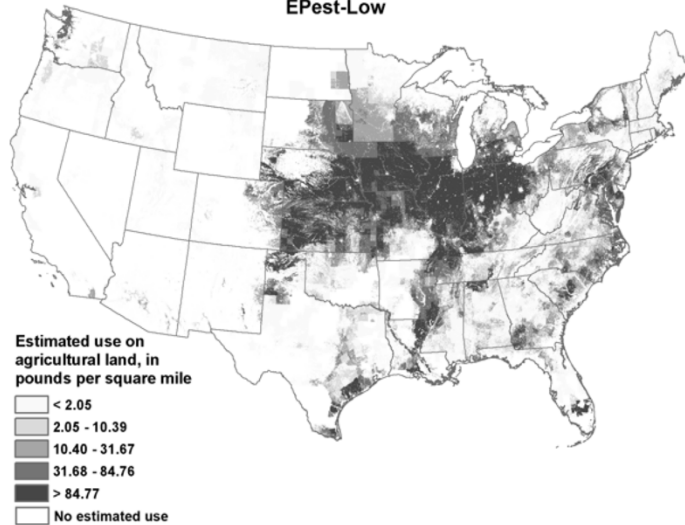 EPest-Low
Estimated use on
agricultural land, in
pounds per square mile
< 2.05
2.05 - 10.39
10.40 - 31.67
31.68 - 84.76
> 84.77
No estimated use